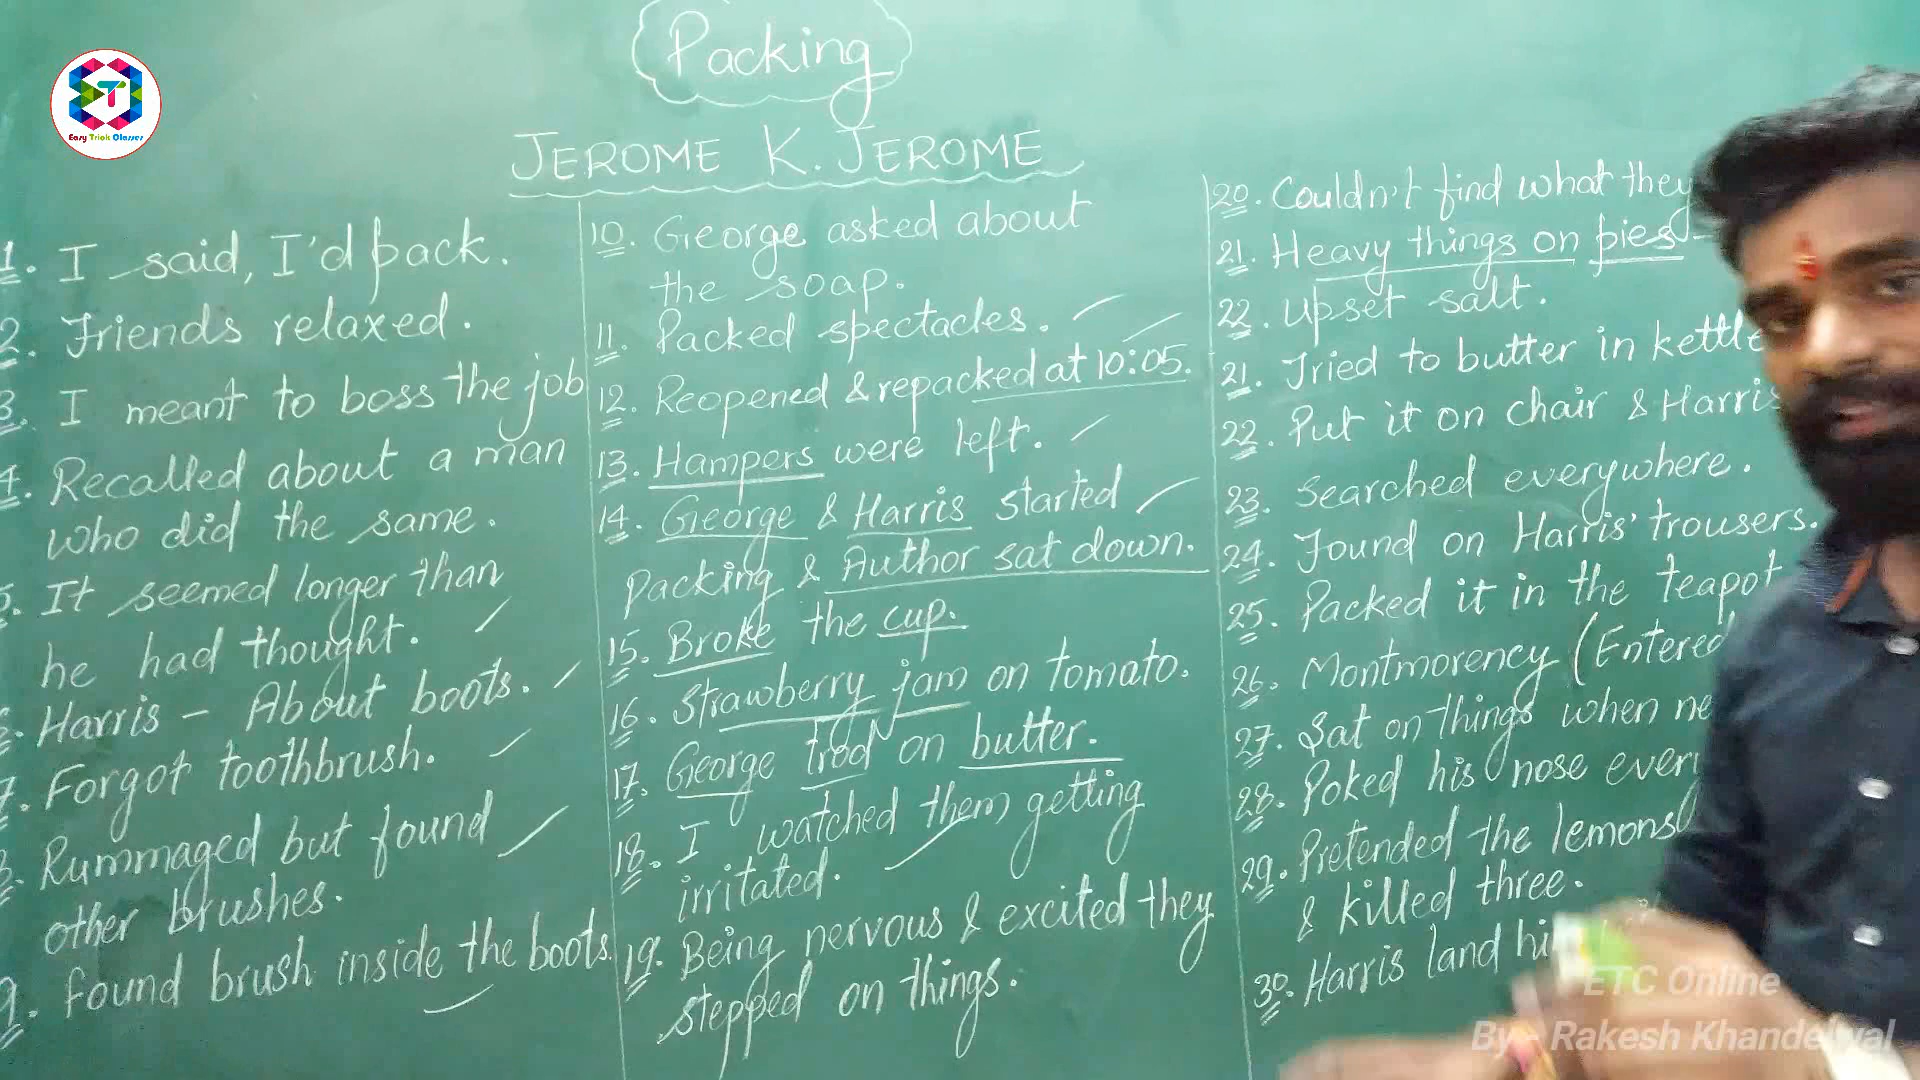 Easy Trick Classes
Packing
JEROME K. JEROME
1. I said, I'd pack.
2. Friends relaxed.
3. I meant to boss the job
4. Recalled about a man
who did the same.
5. It seemed longer than
he had thought.
6. Harris - About boots.
7. Forgot toothbrush.
8. Rummaged but found
other brushes.
9. found brush inside the boots.
10. George asked about
the soap.
11. Packed spectacles.
12. Reopened & repacked at 10:05.
13. Hampers were left.
14. George & Harris started
Packing & Author sat down.
15. Broke the cup.
16. Strawberry jam on tomato.
17. George trod on butter.
18. I watched them getting
irritated.
19. Being nervous & excited they
stepped on things.
20. Couldn't find what they
21. Heavy things on pies
22. Upset salt.
21. Tried to butter in kettle
22. Put it on chair & Harris
23. Searched everywhere.
24. Found on Harris' trousers.
25. Packed it in the teapot
26. Montmorency (Entered
27. Sat on things when
28. Poked his nose
29. Pretended the lemons
& killed three.
30. Harris land
ETC Online
By - Rakesh Khandelwal